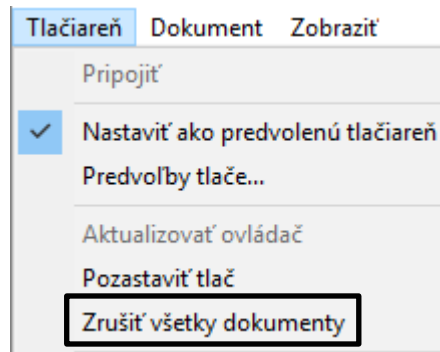 Tlačiareň Dokument Zobraziť
Pripojiť
Nastaviť ako predvolenú tlačiareň
Predvoľby tlače...
Aktualizovať ovládač
Pozastaviť tlač
Zrušiť všetky dokumenty